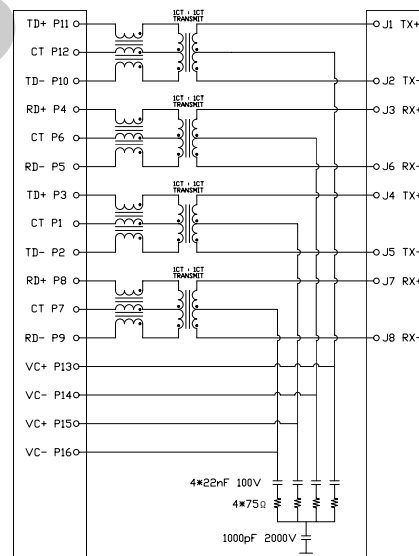 TD+ P11
1CT : 1CT
TRANSMIT
J1 TX+
CT P12
TD- P10
J2 TX-
RD+ P4
1CT : 1CT
TRANSMIT
J3 RX+
CT P6
RD- P5
J6 RX-
TD+ P3
1CT : 1CT
TRANSMIT
J4 TX+
CT P1
TD- P2
J5 TX-
RD+ P8
1CT : 1CT
TRANSMIT
J7 RX+
CT P7
RD- P9
J8 RX-
VC+ P13
VC- P14
VC+ P15
VC- P16
4*22nF 100V
4*75Ω
1000pF 2000V